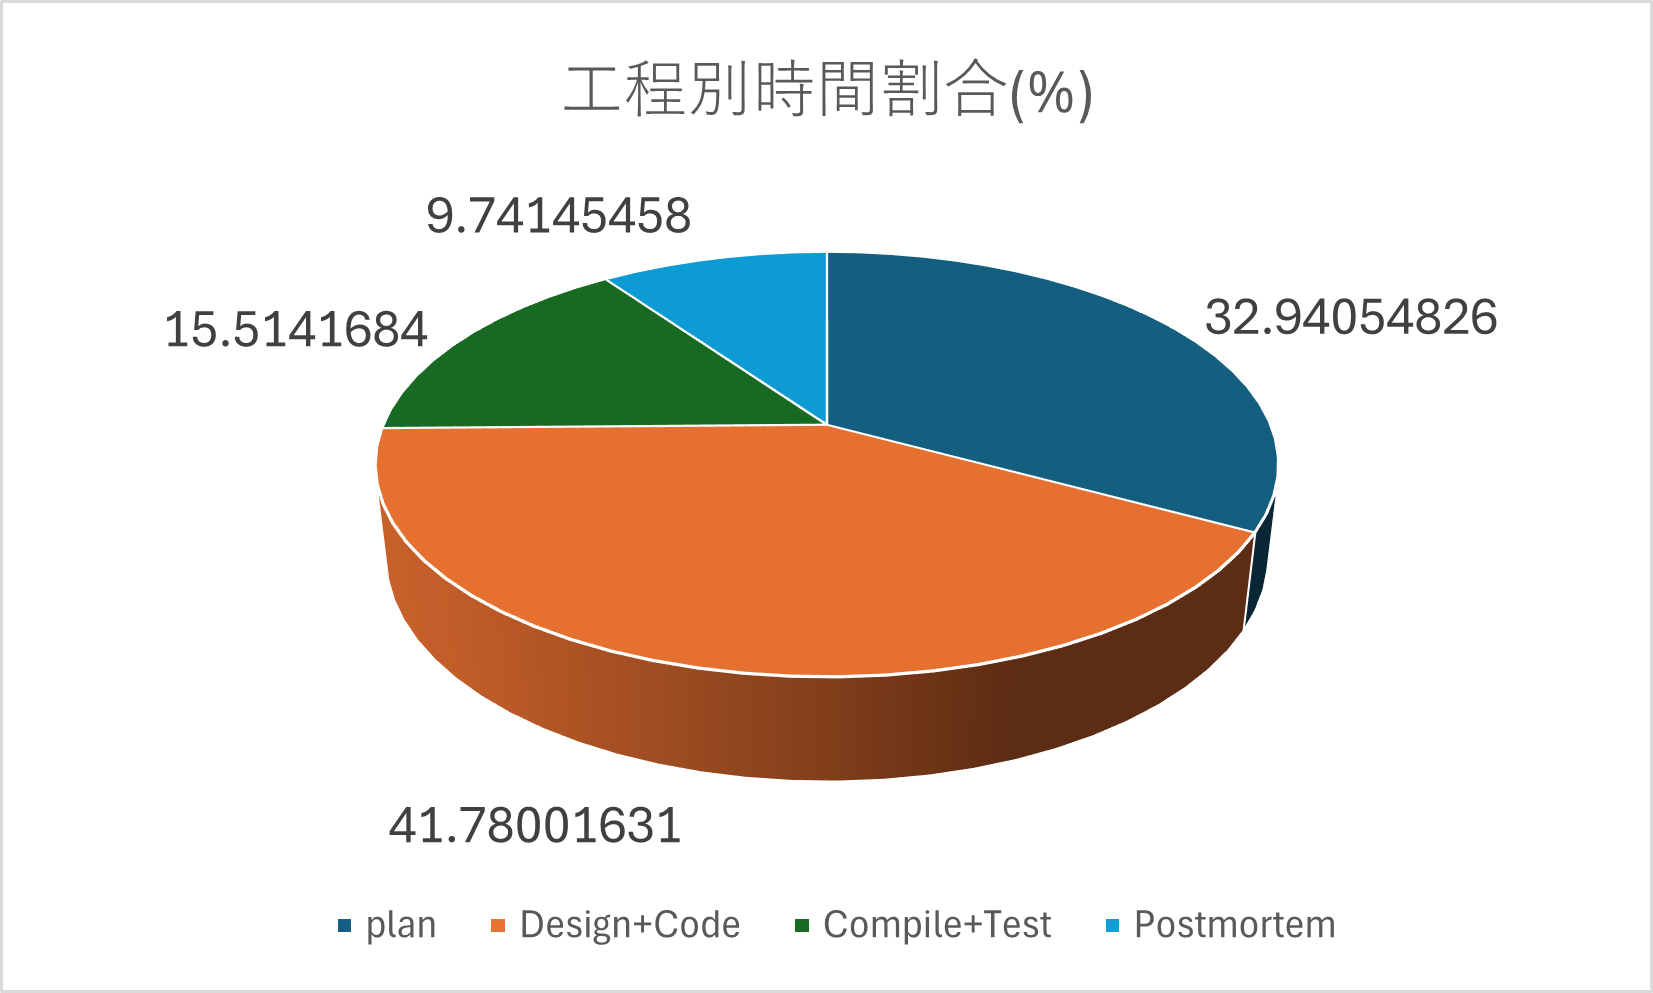 工程別時間割合(%)
9.74145458
32.94054826
15.5141684
41.78001631
plan
Design+Code
Compile+Test
Postmortem